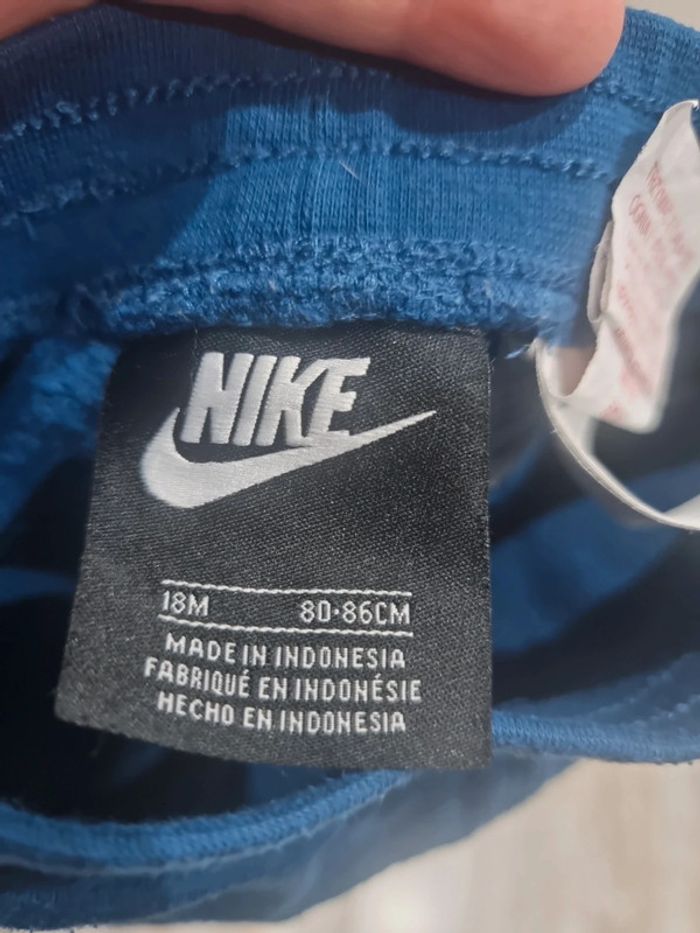 NIKE
18M 80-86CM
MADE IN INDONESIA
FABRIQUÉ EN INDONÉSIE
HECHO EN INDONESIA